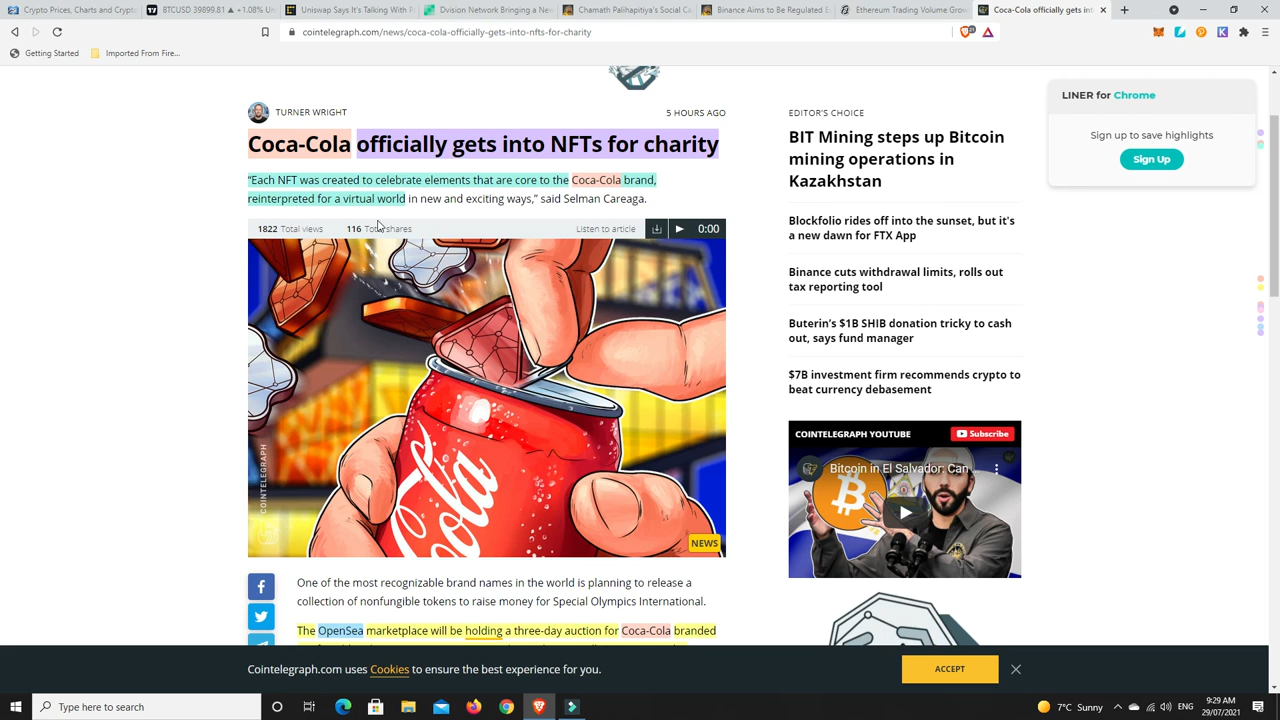 Crypto Prices, Charts and Crypto
BTCUSD 39899.81 ▲ +1.08% Un
Uniswap Says It's Talking With F
Dvision Network Bringing a New
Chamath Palihapitiya's Social Ca
Binance Aims to Be Regulated E
Ethereum Trading Volume Grow
Coca-Cola officially gets into
cointelegraph.com/news/coca-cola-officially-gets-into-nfts-for-charity
Getting Started
Imported From Fire...
TURNER WRIGHT
5 HOURS AGO
Coca-Cola officially gets into NFTs for charity
“Each NFT was created to celebrate elements that are core to the Coca-Cola brand,
reinterpreted for a virtual world in new and exciting ways,” said Selman Careaga.
1822 Total views
116 Total shares
Listen to article
0:00
COINTELEGRAPH
Cola
NEWS
One of the most recognizable brand names in the world is planning to release a
collection of nonfungible tokens to raise money for Special Olympics International.
The OpenSea marketplace will be holding a three-day auction for Coca-Cola branded
EDITOR’S CHOICE
BIT Mining steps up Bitcoin
mining operations in
Kazakhstan
Blockfolio rides off into the sunset, but it's
a new dawn for FTX App
Binance cuts withdrawal limits, rolls out
tax reporting tool
Buterin’s $1B SHIB donation tricky to cash
out, says fund manager
$7B investment firm recommends crypto to
beat currency debasement
COINTELEGRAPH YOUTUBE
Subscribe
Bitcoin in El Salvador: Can ...
LINER for Chrome
Sign up to save highlights
Sign Up
Cointelegraph.com uses Cookies to ensure the best experience for you.
ACCEPT
Type here to search
7°C Sunny
ENG
9:29 AM
29/07/2021